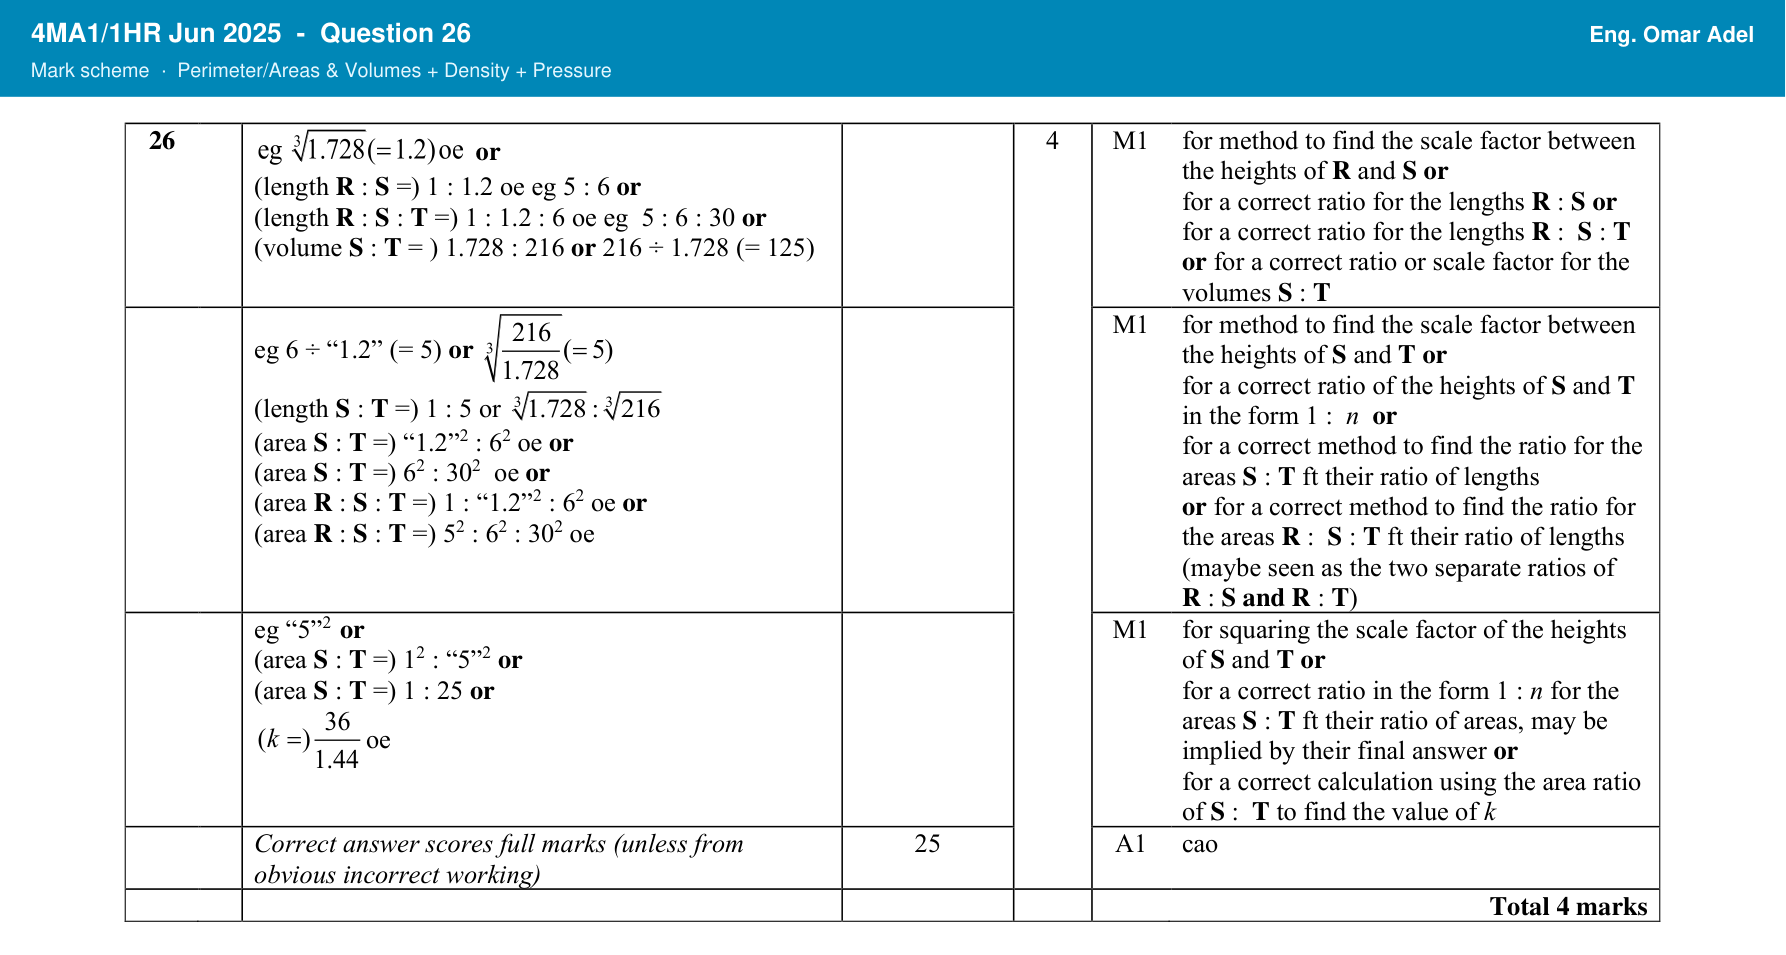 4MA1/1HR Jun 2025 - Question 26
Eng. Omar Adel
Mark scheme · Perimeter/Areas & Volumes + Density + Pressure
26
eg ∛1.728 (= 1.2) oe or
(length R : S =) 1 : 1.2 oe eg 5 : 6 or
(length R : S : T =) 1 : 1.2 : 6 oe eg 5 : 6 : 30 or
(volume S : T = ) 1.728 : 216 or 216 ÷ 1.728 (= 125)
4
M1
for method to find the scale factor between
the heights of R and S or
for a correct ratio for the lengths R : S or
for a correct ratio for the lengths R : S : T
or for a correct ratio or scale factor for the
volumes S : T
eg 6 ÷ “1.2” (= 5) or ∛(216/1.728) (= 5)
(length S : T =) 1 : 5 or ∛1.728 : ∛216
(area S : T =) “1.2”² : 6² oe or
(area S : T =) 6² : 30² oe or
(area R : S : T =) 1 : “1.2”² : 6² oe or
(area R : S : T =) 5² : 6² : 30² oe
M1
for method to find the scale factor between
the heights of S and T or
for a correct ratio of the heights of S and T
in the form 1 : n or
for a correct method to find the ratio for the
areas S : T ft their ratio of lengths
or for a correct method to find the ratio for
the areas R : S : T ft their ratio of lengths
(maybe seen as the two separate ratios of
R : S and R : T)
eg “5”² or
(area S : T =) 1² : “5”² or
(area S : T =) 1 : 25 or
(k =) 36/1.44 oe
M1
for squaring the scale factor of the heights
of S and T or
for a correct ratio in the form 1 : n for the
areas S : T ft their ratio of areas, may be
implied by their final answer or
for a correct calculation using the area ratio
of S : T to find the value of k
Correct answer scores full marks (unless from
obvious incorrect working)
25
A1
cao
Total 4 marks